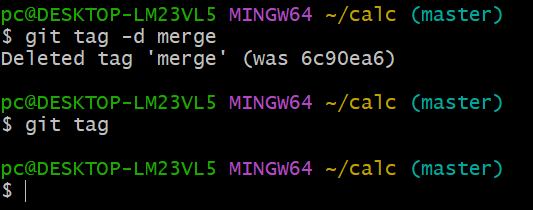 pc@DESKTOP-LM23VL5 MINGW64 ~/calc (master)
$ git tag -d merge
Deleted tag 'merge' (was 6c90ea6)
pc@DESKTOP-LM23VL5 MINGW64 ~/calc (master)
$ git tag
pc@DESKTOP-LM23VL5 MINGW64 ~/calc (master)
$